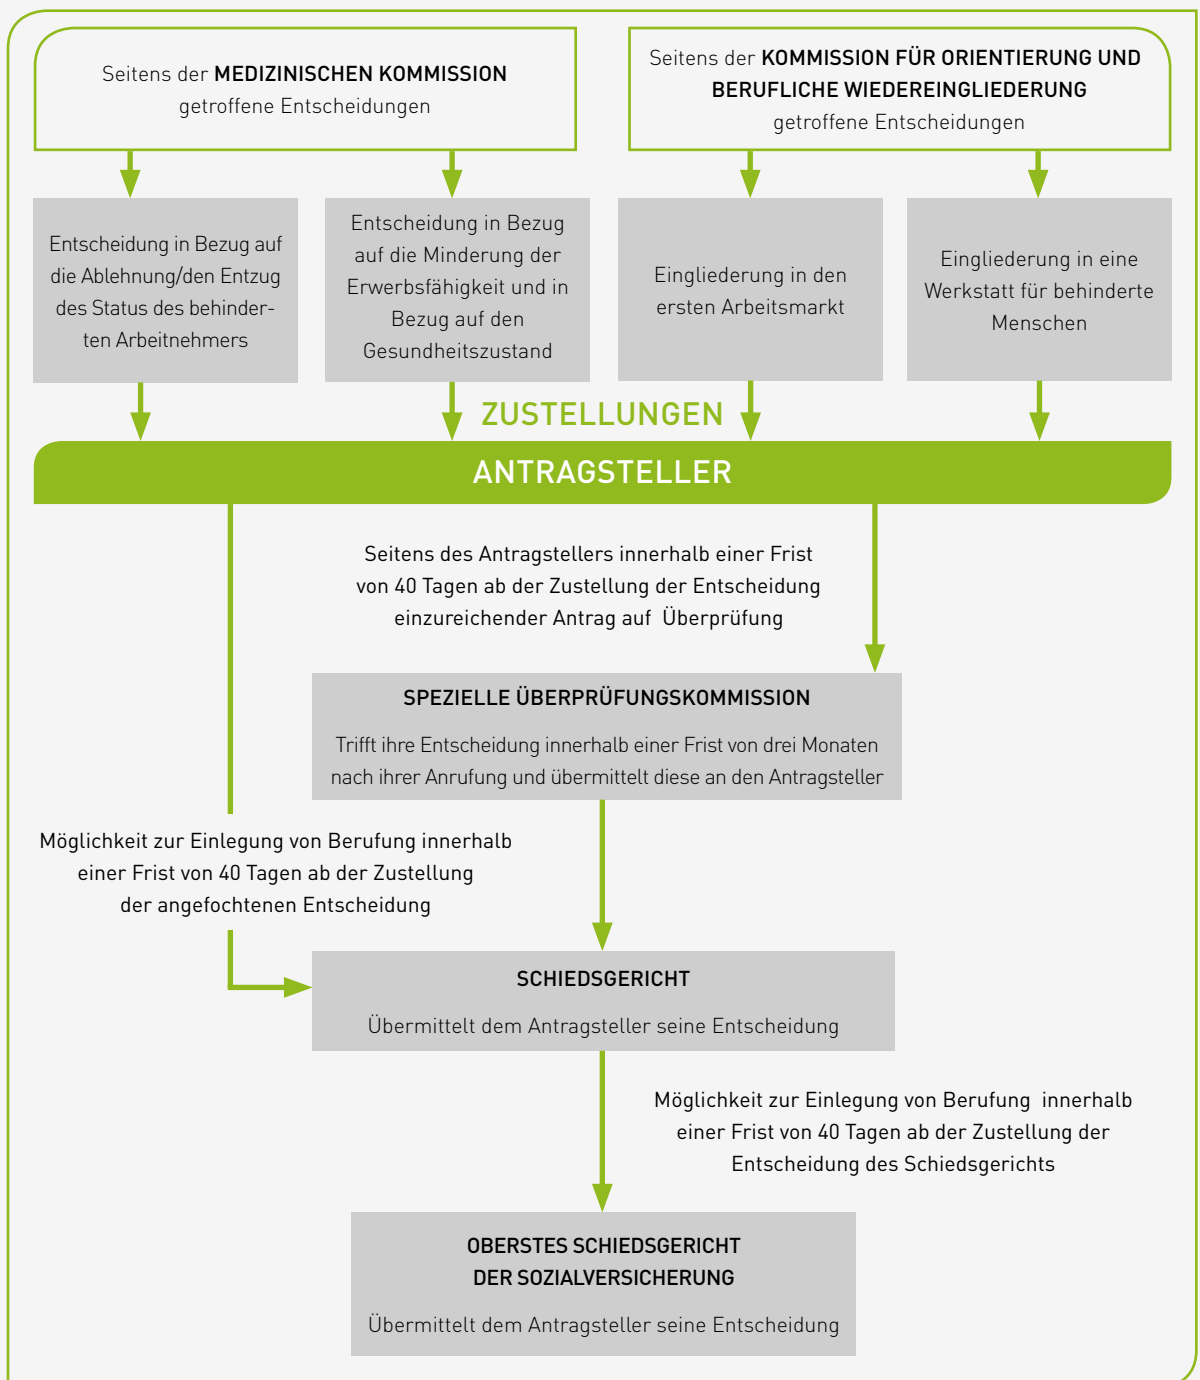 Seitens der MEDIZINISCHEN KOMMISSION
getroffene Entscheidungen
Seitens der KOMMISSION FÜR ORIENTIERUNG UND
BERUFLICHE WIEDEREINGLIEDERUNG
getroffene Entscheidungen
Entscheidung in Bezug auf
die Ablehnung/den Entzug
des Status des behinder-
ten Arbeitnehmers
Entscheidung in Bezug
auf die Minderung der
Erwerbsfähigkeit und in
Bezug auf den
Gesundheitszustand
Eingliederung in den
ersten Arbeitsmarkt
Eingliederung in eine
Werkstatt für behinderte
Menschen
ZUSTELLUNGEN
ANTRAGSTELLER
Seitens des Antragstellers innerhalb einer Frist
von 40 Tagen ab der Zustellung der Entscheidung
einzureichender Antrag auf Überprüfung
SPEZIELLE ÜBERPRÜFUNGSKOMMISSION
Trifft ihre Entscheidung innerhalb einer Frist von drei Monaten
nach ihrer Anrufung und übermittelt diese an den Antragsteller
Möglichkeit zur Einlegung von Berufung innerhalb
einer Frist von 40 Tagen ab der Zustellung
der angefochtenen Entscheidung
SCHIEDSGERICHT
Übermittelt dem Antragsteller seine Entscheidung
Möglichkeit zur Einlegung von Berufung innerhalb
einer Frist von 40 Tagen ab der Zustellung der
Entscheidung des Schiedsgerichts
OBERSTES SCHIEDSGERICHT
DER SOZIALVERSICHERUNG
Übermittelt dem Antragsteller seine Entscheidung